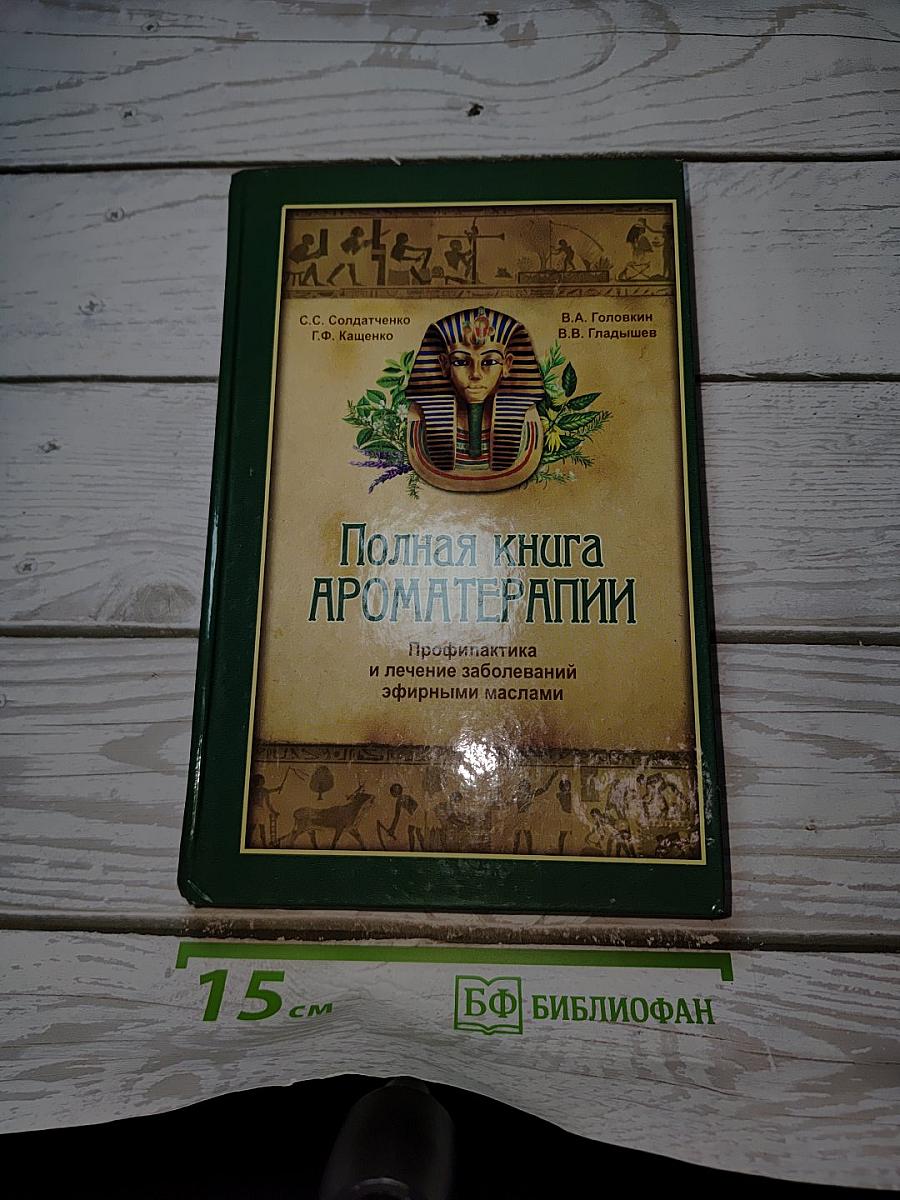 С.С. Солдатченко
Г.Ф. Кащенко
В.А. Головкин
В.В. Гладышев
Полная книга
АРОМАТЕРАПИИ
Профилактика
и лечение заболеваний
эфирными маслами
15 см
БФ БИБЛИОФАН